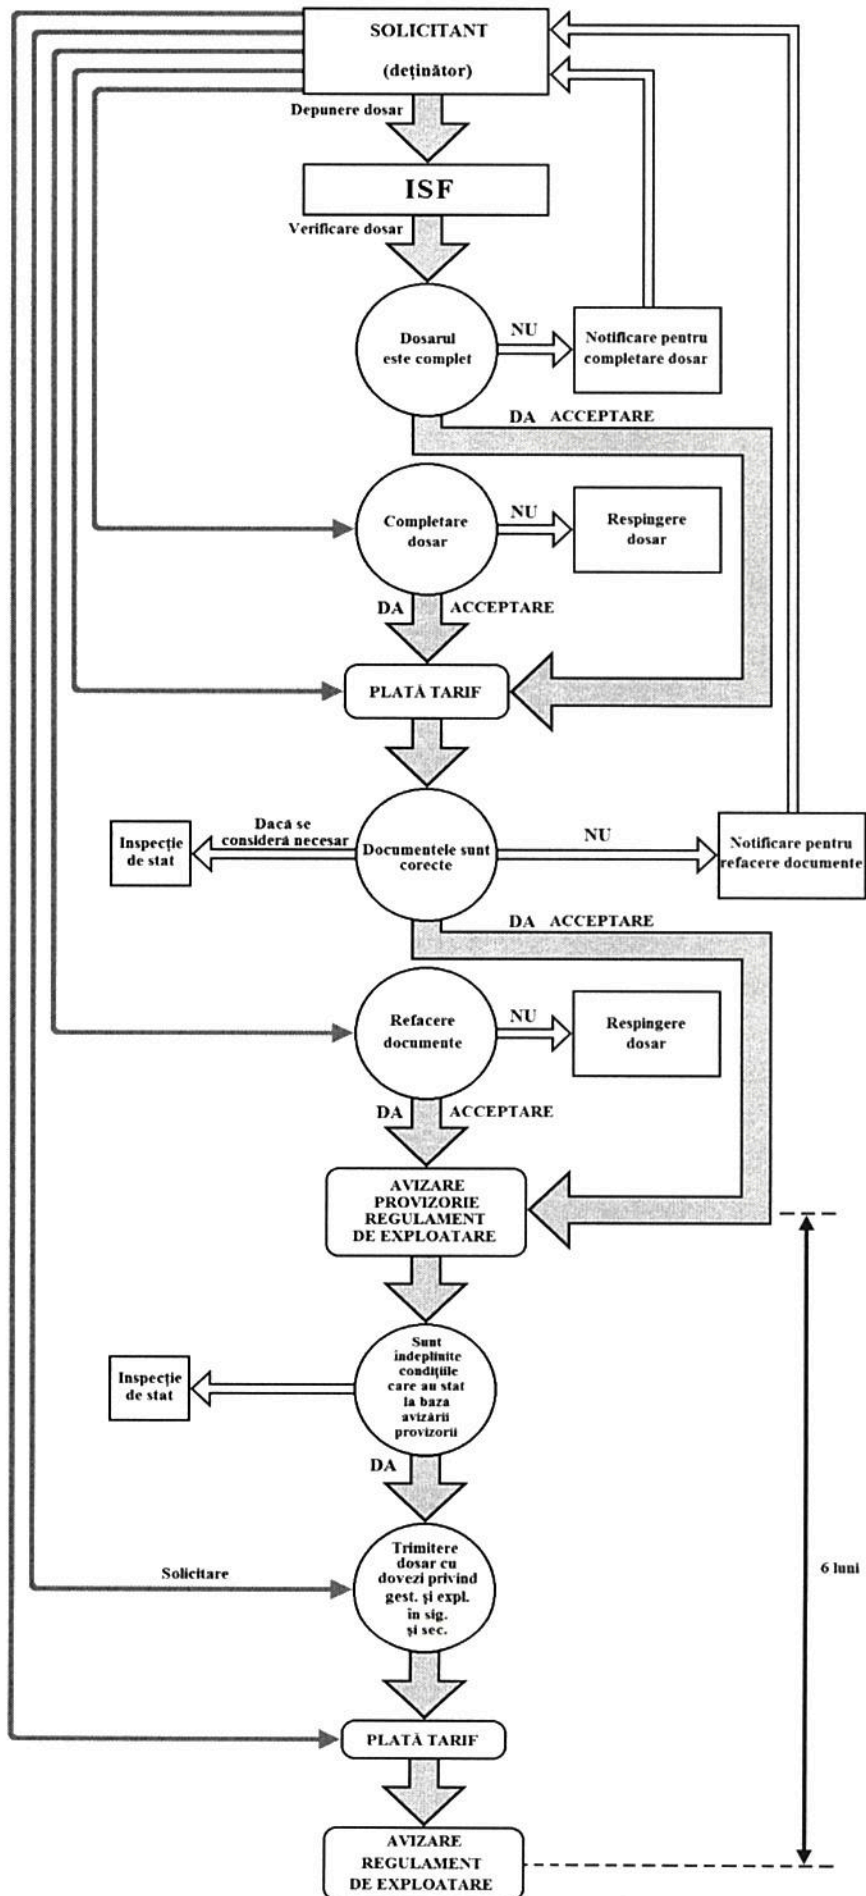 SOLICITANT
(deținător)
Depunere dosar
ISF
Verificare dosar
Dosarul
este complet
NU
Notificare pentru
completare dosar
DA ACCEPTARE
Completare
dosar
NU
Respingere
dosar
DA
ACCEPTARE
PLATĂ TARIF
Inspecție
de stat
Dacă se
consideră necesar
Documentele sunt
corecte
NU
Notificare pentru
refacere documente
DA ACCEPTARE
Refacere
documente
NU
Respingere
dosar
DA
ACCEPTARE
AVIZARE
PROVIZORIE
REGULAMENT
DE EXPLOATARE
Inspecție
de stat
Sunt
îndeplinite
condițiile
care au stat
la baza
avizării
provizorii
DA
Solicitare
Trimitere
dosar cu
dovezi privind
gest. și expl.
în sig.
și sec.
6 luni
PLATĂ TARIF
AVIZARE
REGULAMENT
DE EXPLOATARE